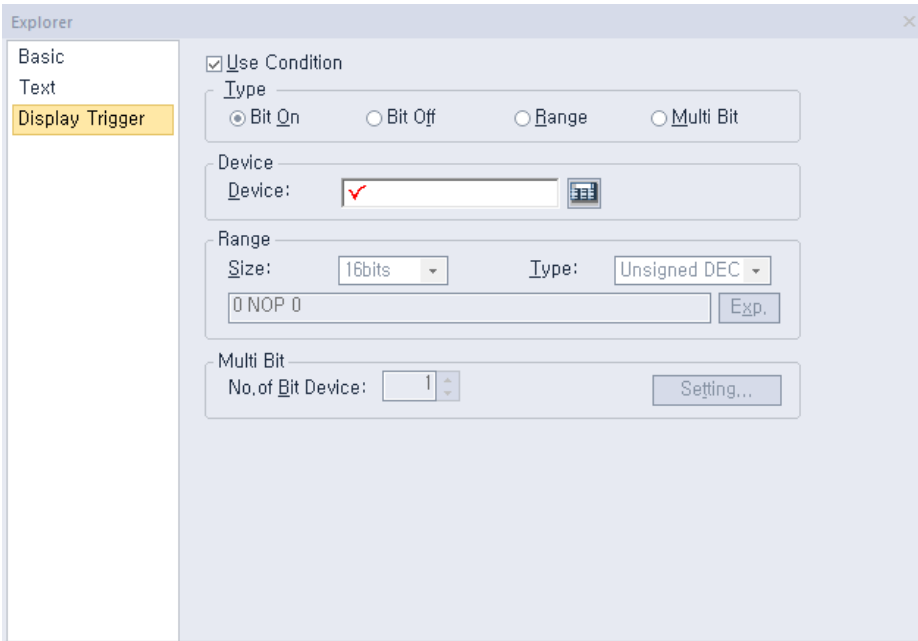 Explorer
Basic
Text
Display Trigger
Use Condition
Type
Bit On
Bit Off
Range
Multi Bit
Device
Device:
Range
Size:
16bits
Type:
Unsigned DEC
0 NOP 0
Exp.
Multi Bit
No.of Bit Device:
1
Setting...